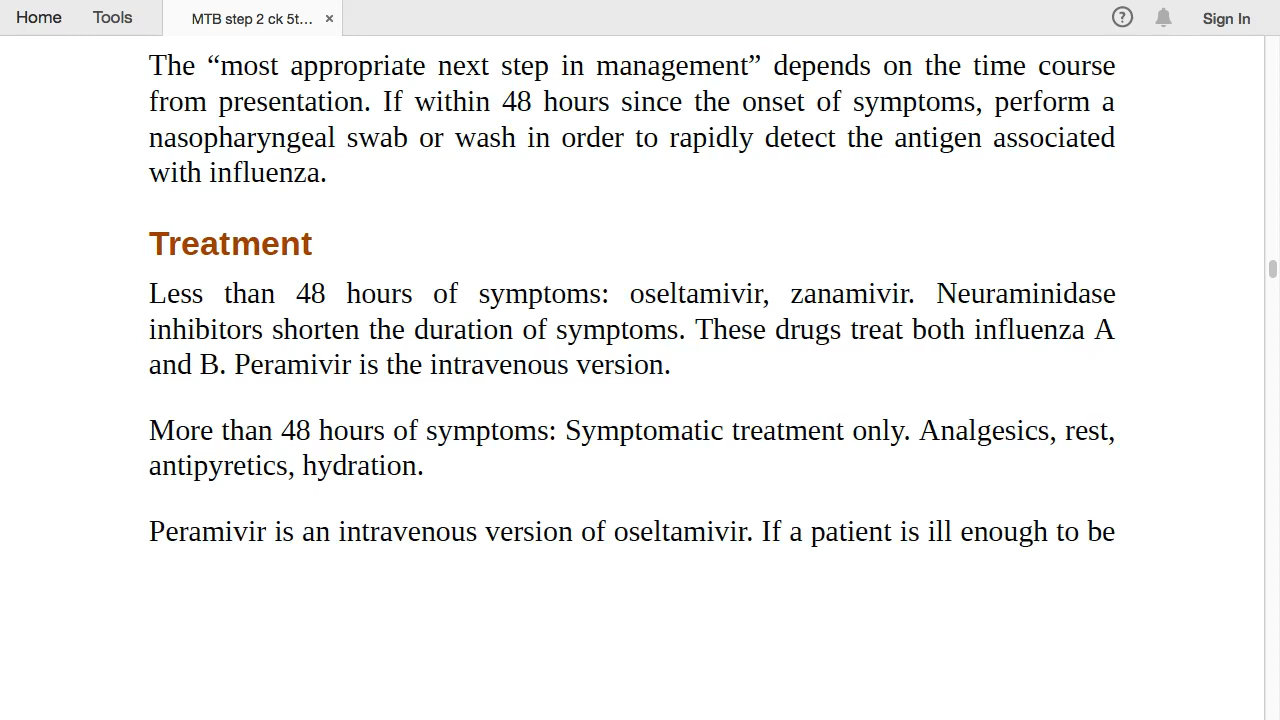 Home Tools MTB step 2 ck 5t... × ? Sign In
The “most appropriate next step in management” depends on the time course
from presentation. If within 48 hours since the onset of symptoms, perform a
nasopharyngeal swab or wash in order to rapidly detect the antigen associated
with influenza.
Treatment
Less than 48 hours of symptoms: oseltamivir, zanamivir. Neuraminidase
inhibitors shorten the duration of symptoms. These drugs treat both influenza A
and B. Peramivir is the intravenous version.
More than 48 hours of symptoms: Symptomatic treatment only. Analgesics, rest,
antipyretics, hydration.
Peramivir is an intravenous version of oseltamivir. If a patient is ill enough to be